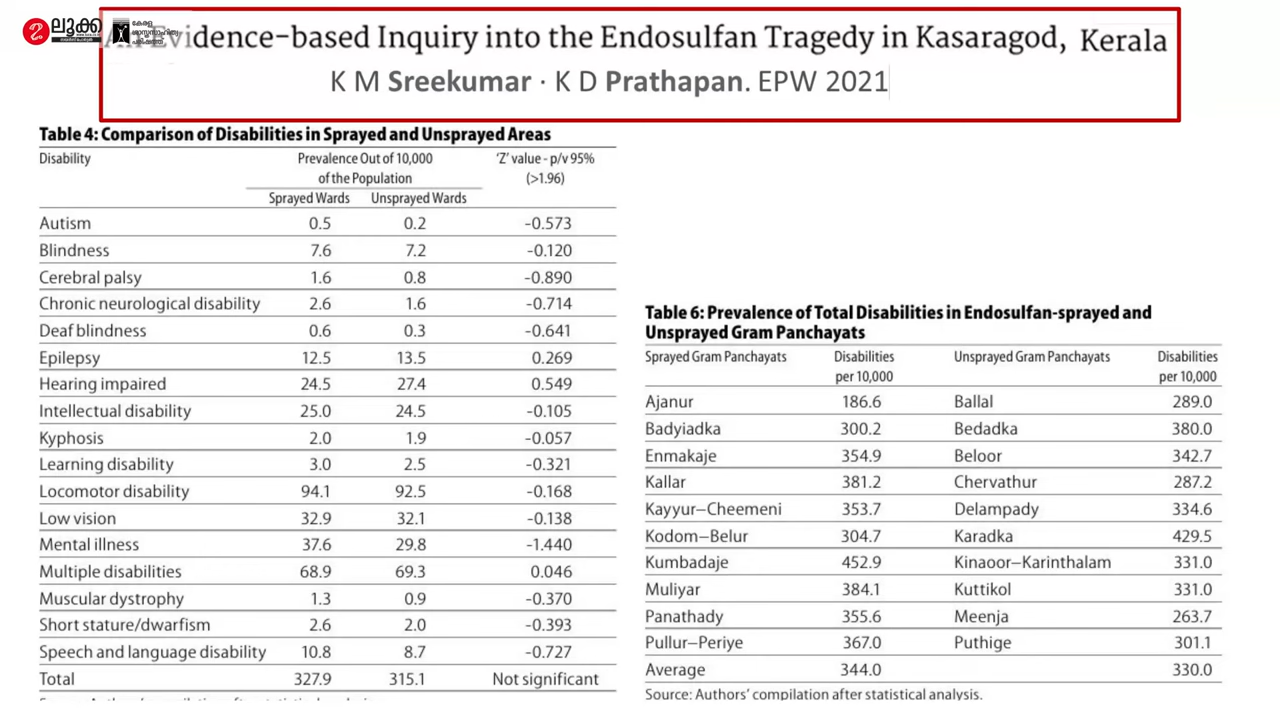 ലൂക്ക
കേരള
ശാസ്ത്രസാഹിത്യ
പരിഷത്ത്
Evidence-based Inquiry into the Endosulfan Tragedy in Kasaragod, Kerala
K M Sreekumar · K D Prathapan. EPW 2021
Table 4: Comparison of Disabilities in Sprayed and Unsprayed Areas
Disability Prevalence Out of 10,000 'Z' value - p/v 95%
of the Population (>1.96)
Sprayed Wards Unsprayed Wards
Autism 0.5 0.2 -0.573
Blindness 7.6 7.2 -0.120
Cerebral palsy 1.6 0.8 -0.890
Chronic neurological disability 2.6 1.6 -0.714
Deaf blindness 0.6 0.3 -0.641
Epilepsy 12.5 13.5 0.269
Hearing impaired 24.5 27.4 0.549
Intellectual disability 25.0 24.5 -0.105
Kyphosis 2.0 1.9 -0.057
Learning disability 3.0 2.5 -0.321
Locomotor disability 94.1 92.5 -0.168
Low vision 32.9 32.1 -0.138
Mental illness 37.6 29.8 -1.440
Multiple disabilities 68.9 69.3 0.046
Muscular dystrophy 1.3 0.9 -0.370
Short stature/dwarfism 2.6 2.0 -0.393
Speech and language disability 10.8 8.7 -0.727
Total 327.9 315.1 Not significant
Table 6: Prevalence of Total Disabilities in Endosulfan-sprayed and
Unsprayed Gram Panchayats
Sprayed Gram Panchayats Disabilities Unsprayed Gram Panchayats Disabilities
per 10,000 per 10,000
Ajanur 186.6 Ballal 289.0
Badyiadka 300.2 Bedadka 380.0
Enmakaje 354.9 Beloor 342.7
Kallar 381.2 Chervathur 287.2
Kayyur–Cheemeni 353.7 Delampady 334.6
Kodom–Belur 304.7 Karadka 429.5
Kumbadaje 452.9 Kinaoor–Karinthalam 331.0
Muliyar 384.1 Kuttikol 331.0
Panathady 355.6 Meenja 263.7
Pullur–Periye 367.0 Puthige 301.1
Average 344.0 330.0
Source: Authors' compilation after statistical analysis.